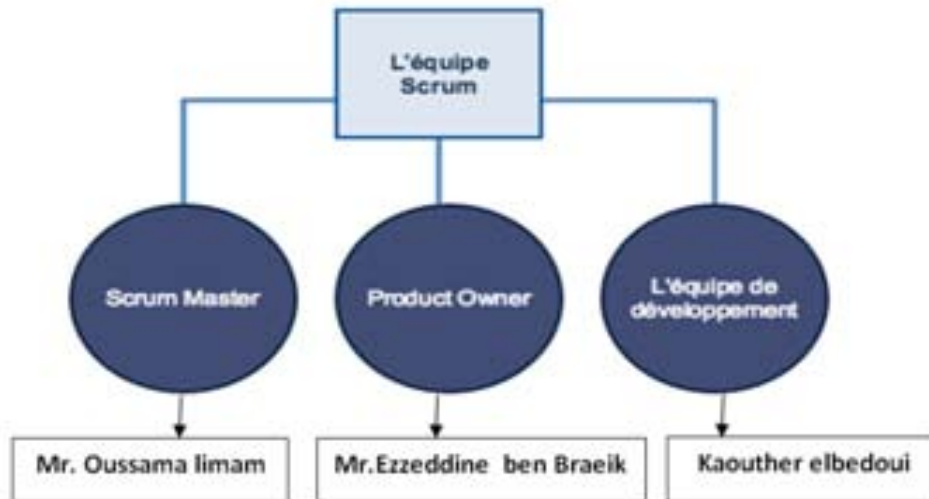 L'équipe
Scrum
Scrum Master
Product Owner
L'équipe de
développement
Mr. Oussama limam
Mr.Ezzeddine ben Braeik
Kaouther elbedoui